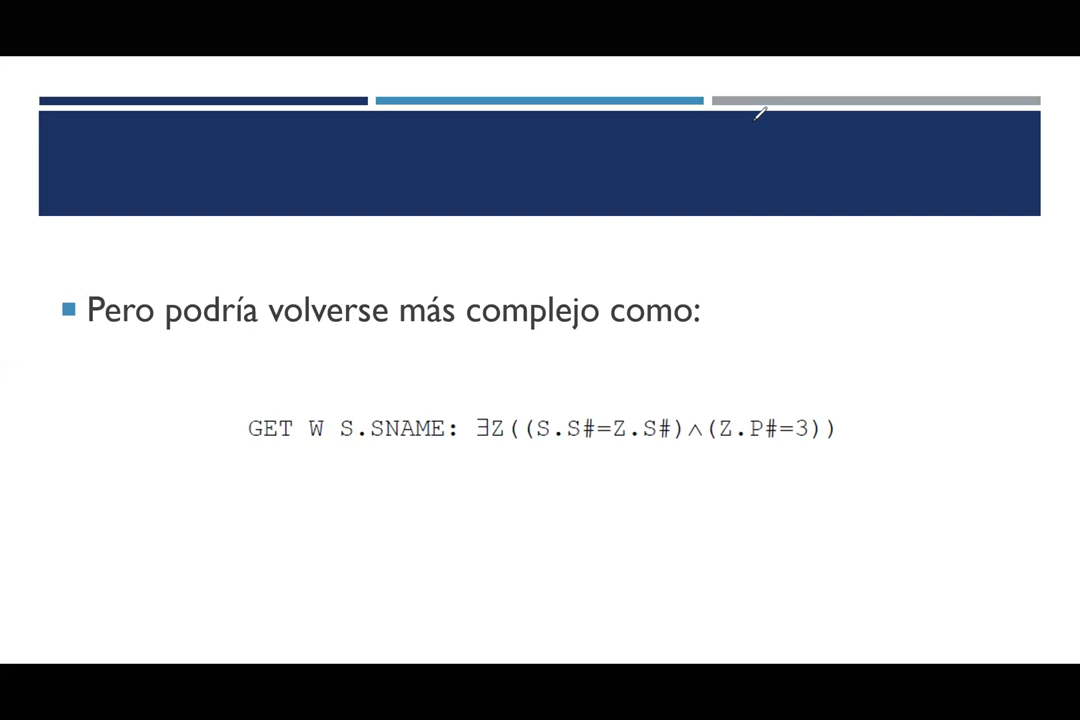 Pero podría volverse más complejo como:
GET W S.SNAME: ∃Z((S.S#=Z.S#)∧(Z.P#=3))